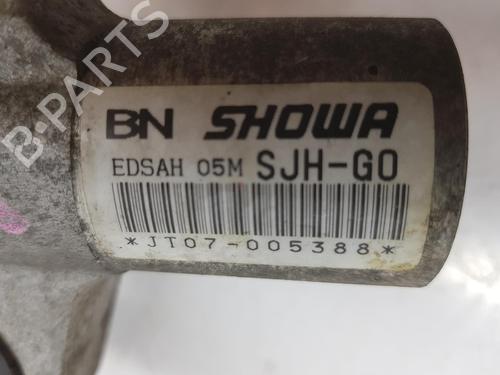 B-PARTS
BN SHOWA
EDSAH 05M SJH-G0
*JT07-005388*